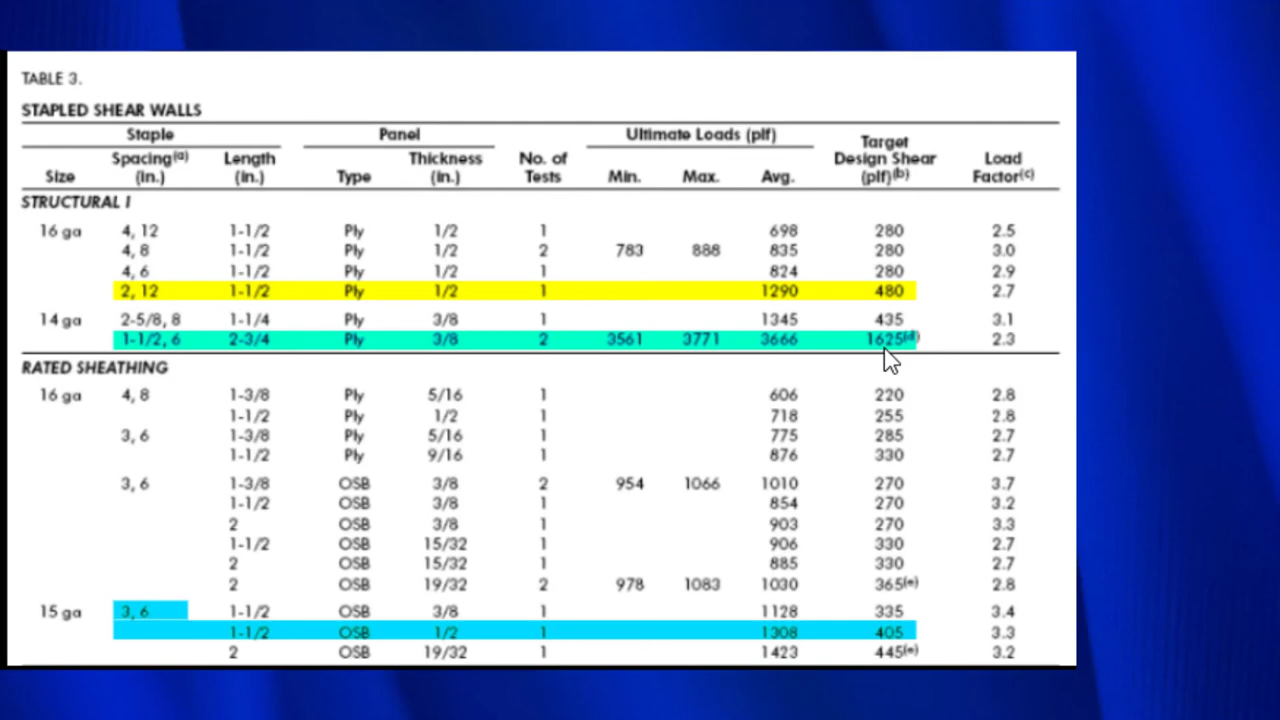 TABLE 3.
STAPLED SHEAR WALLS
Staple Panel Ultimate Loads (plf) Target
Spacing(a) Length Thickness No. of Design Shear Load
Size (in.) (in.) Type (in.) Tests Min. Max. Avg. (plf)(b) Factor(c)
STRUCTURAL I
16 ga 4, 12 1-1/2 Ply 1/2 1 698 280 2.5
4, 8 1-1/2 Ply 1/2 2 783 888 835 280 3.0
4, 6 1-1/2 Ply 1/2 1 824 280 2.9
2, 12 1-1/2 Ply 1/2 1 1290 480 2.7
14 ga 2-5/8, 8 1-1/4 Ply 3/8 1 1345 435 3.1
1-1/2, 6 2-3/4 Ply 3/8 2 3561 3771 3666 1625(d) 2.3
RATED SHEATHING
16 ga 4, 8 1-3/8 Ply 5/16 1 606 220 2.8
1-1/2 Ply 1/2 1 718 255 2.8
3, 6 1-3/8 Ply 5/16 1 775 285 2.7
1-1/2 Ply 9/16 1 876 330 2.7
3, 6 1-3/8 OSB 3/8 2 954 1066 1010 270 3.7
1-1/2 OSB 3/8 1 854 270 3.2
2 OSB 3/8 1 903 270 3.3
1-1/2 OSB 15/32 1 906 330 2.7
2 OSB 15/32 1 885 330 2.7
2 OSB 19/32 2 978 1083 1030 365(e) 2.8
15 ga 3, 6 1-1/2 OSB 3/8 1 1128 335 3.4
1-1/2 OSB 1/2 1 1308 405 3.3
2 OSB 19/32 1 1423 445(e) 3.2